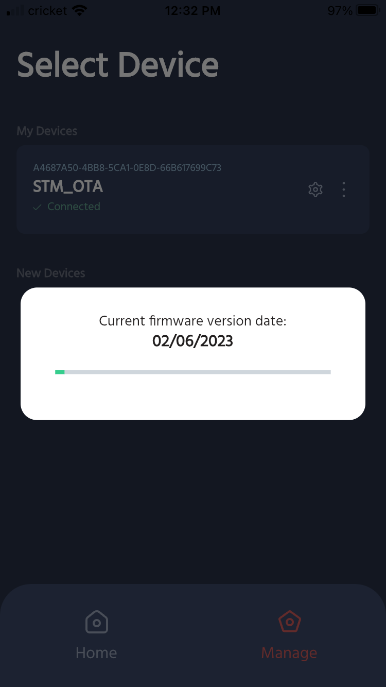 cricket 12:32 PM 97%
Select Device
My Devices
A4687A50-4BB8-5CA1-0E8D-66B617699C73
STM_OTA
Connected
New Devices
Current firmware version date:
02/06/2023
Home Manage